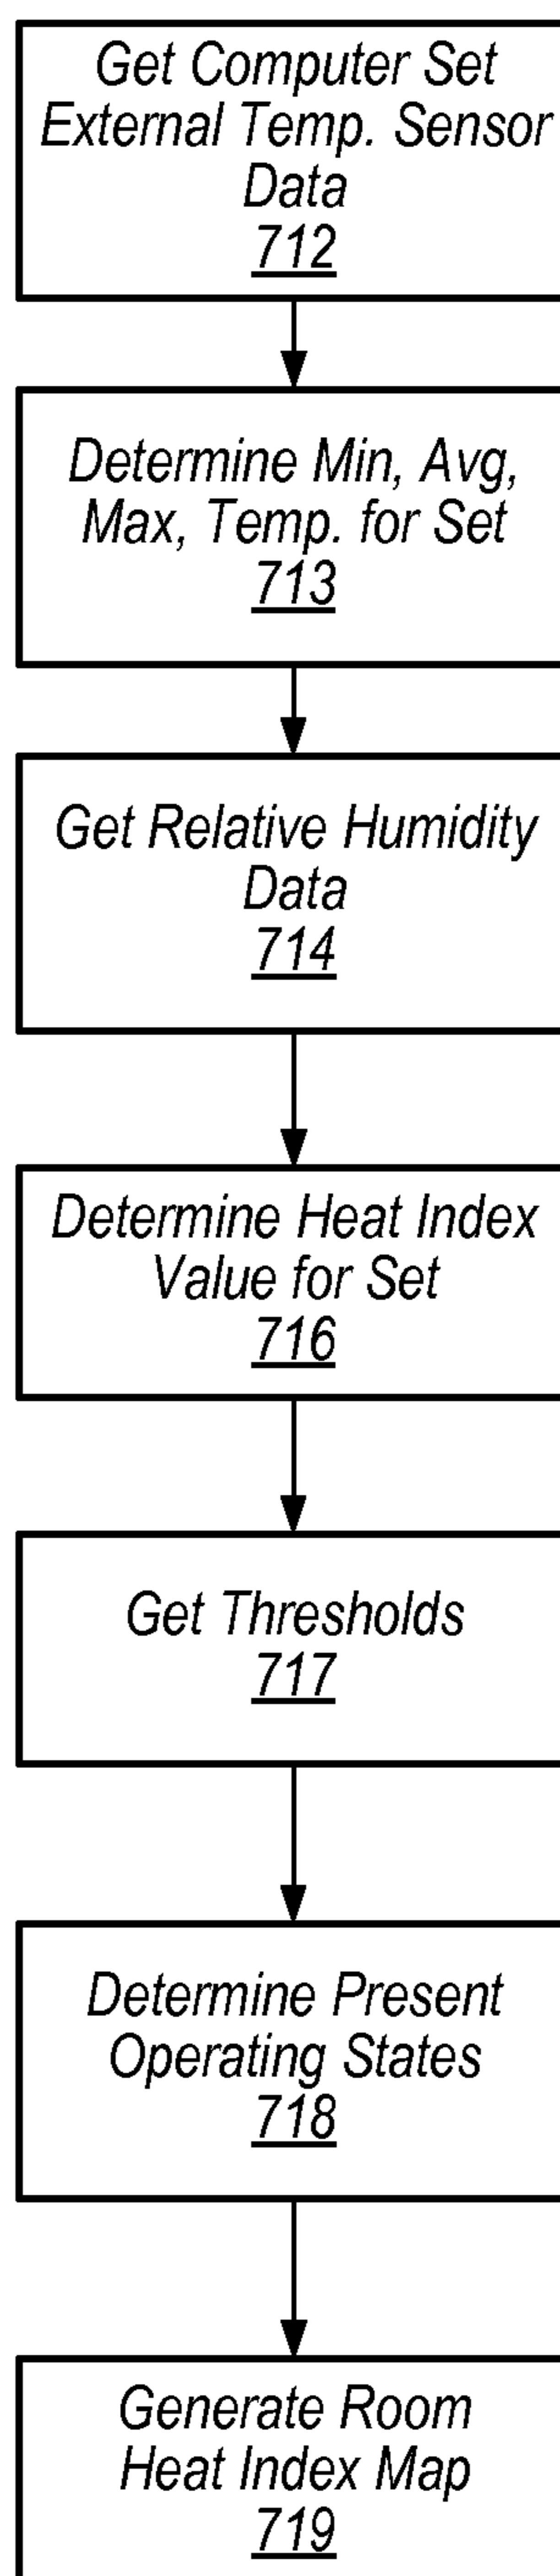 Get Computer Set
External Temp. Sensor
Data
712
Determine Min, Avg,
Max, Temp. for Set
713
Get Relative Humidity
Data
714
Determine Heat Index
Value for Set
716
Get Thresholds
717
Determine Present
Operating States
718
Generate Room
Heat Index Map
719